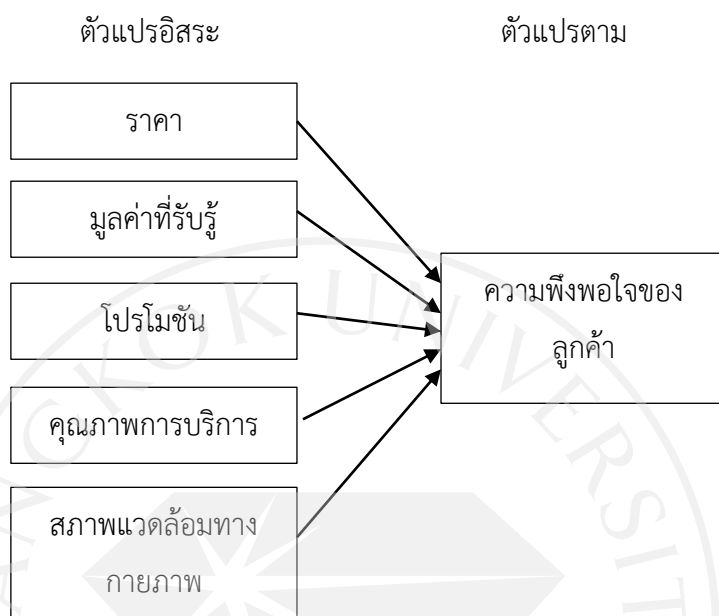 ตัวแปรอิสระ
ตัวแปรตาม
ราคา
มูลค่าที่รับรู้
โปรโมชัน
คุณภาพการบริการ
สภาพแวดล้อมทาง
กายภาพ
ความพึงพอใจของ
ลูกค้า
ANGKOK UNIVERSIT